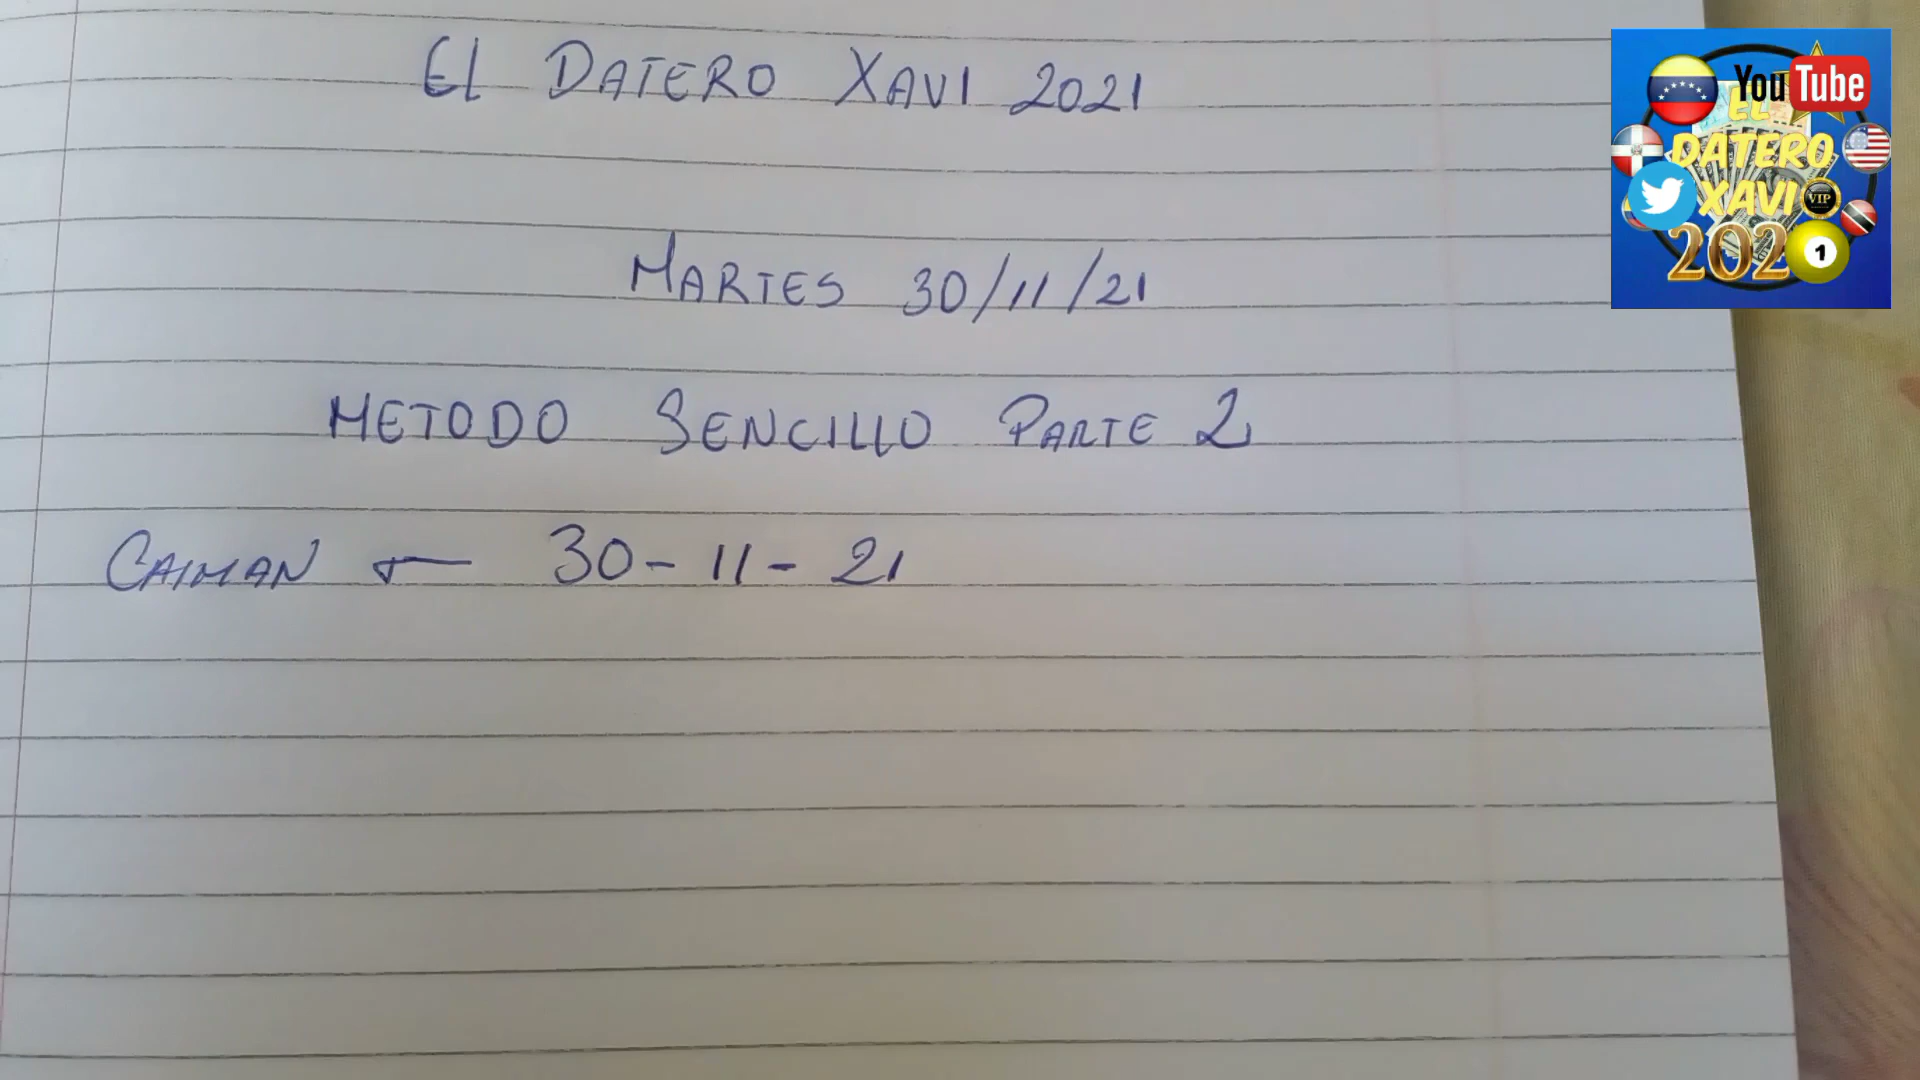 El DATERO XAVI 2021
MARTES 30/11/21
METODO SENCILLO PARTE 2
CAIMAN ← 30-11-21
YouTube
EL
DATERO
XAVI VIP
2021